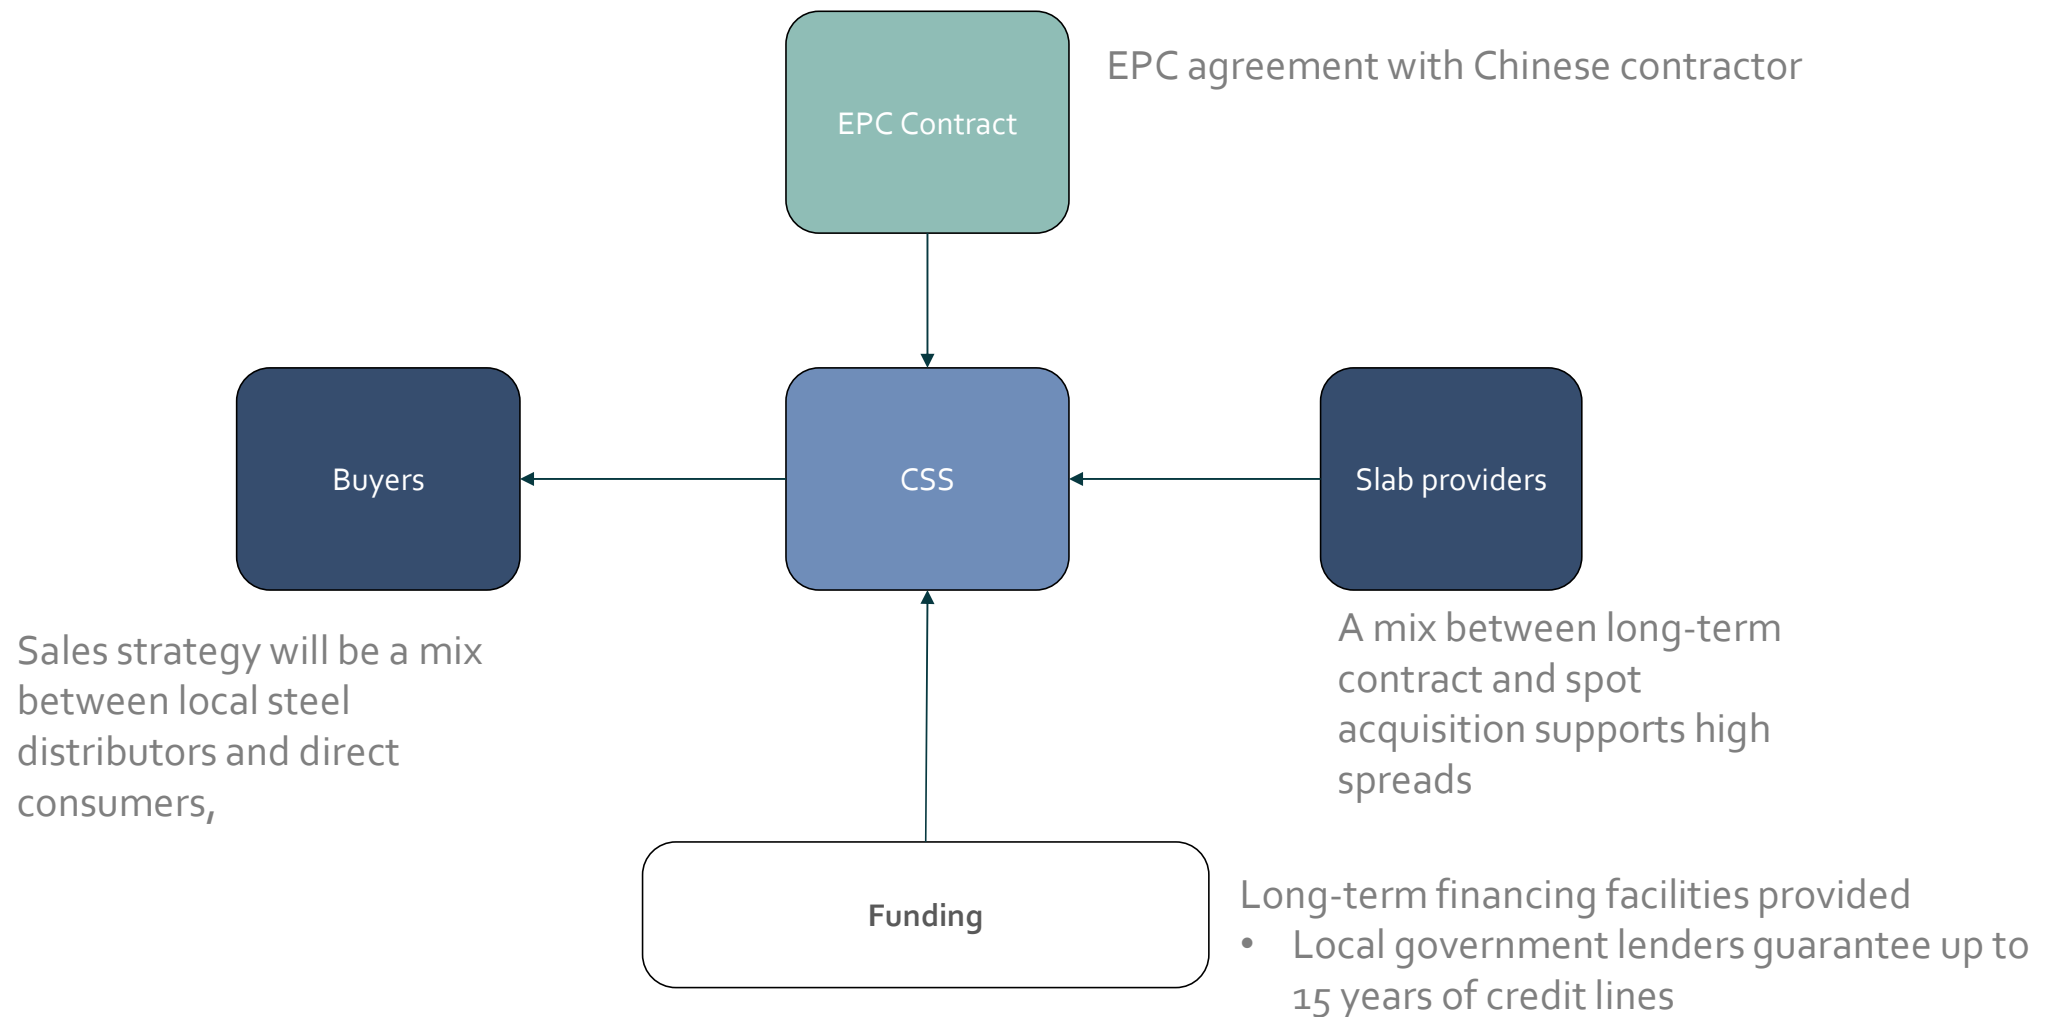 EPC Contract
EPC agreement with Chinese contractor
Buyers
CSS
Slab providers
Sales strategy will be a mix
between local steel
distributors and direct
consumers,
A mix between long-term
contract and spot
acquisition supports high
spreads
Funding
Long-term financing facilities provided
• Local government lenders guarantee up to
15 years of credit lines